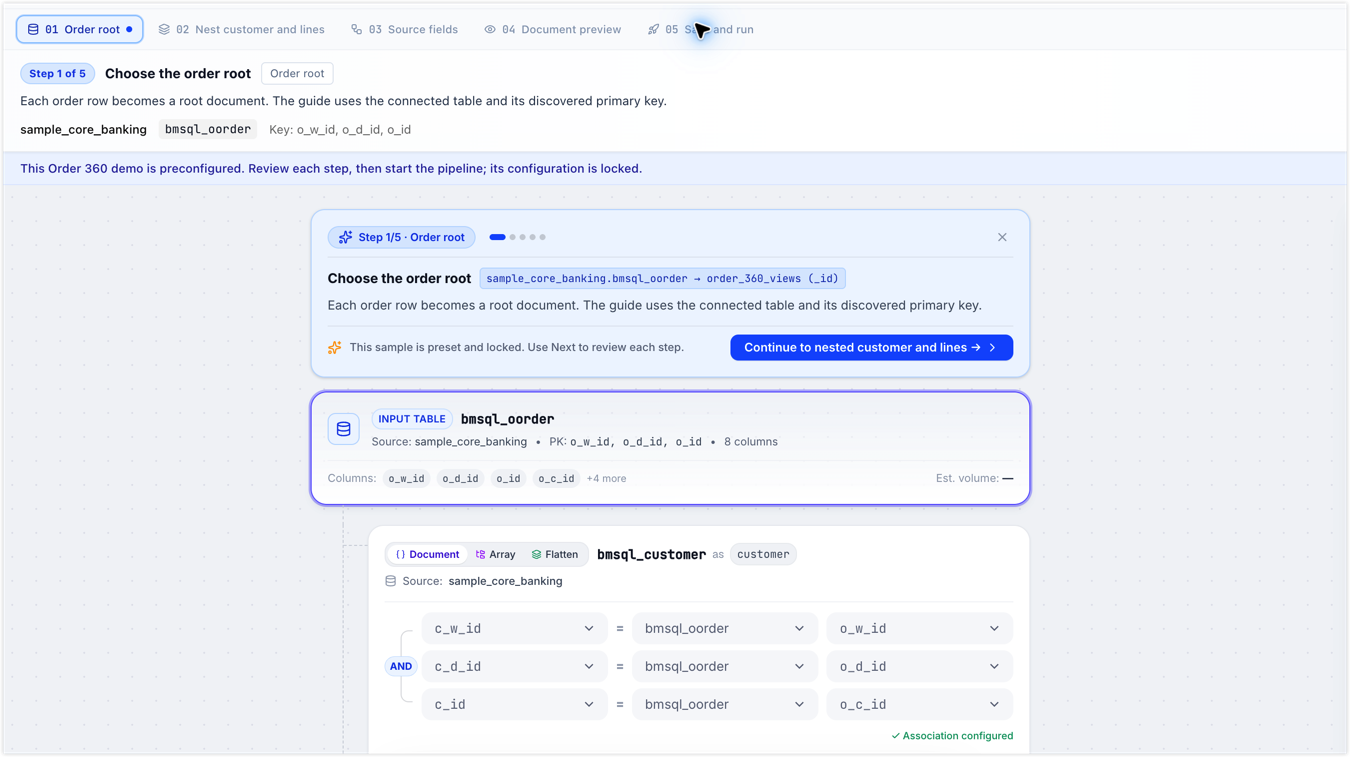 01 Order root
02 Nest customer and lines
03 Source fields
04 Document preview
05 and run
Step 1 of 5
Choose the order root
Order root
Each order row becomes a root document. The guide uses the connected table and its discovered primary key.
sample_core_banking bmsql_oorder Key: o_w_id, o_d_id, o_id
This Order 360 demo is preconfigured. Review each step, then start the pipeline; its configuration is locked.
Step 1/5 · Order root
Choose the order root sample_core_banking.bmsql_oorder → order_360_views (_id)
Each order row becomes a root document. The guide uses the connected table and its discovered primary key.
This sample is preset and locked. Use Next to review each step.
Continue to nested customer and lines →
INPUT TABLE bmsql_oorder
Source: sample_core_banking • PK: o_w_id, o_d_id, o_id • 8 columns
Columns: o_w_id o_d_id o_id o_c_id +4 more
Est. volume: —
Document Array Flatten bmsql_customer as customer
Source: sample_core_banking
c_w_id = bmsql_oorder o_w_id
AND
c_d_id = bmsql_oorder o_d_id
c_id = bmsql_oorder o_c_id
Association configured